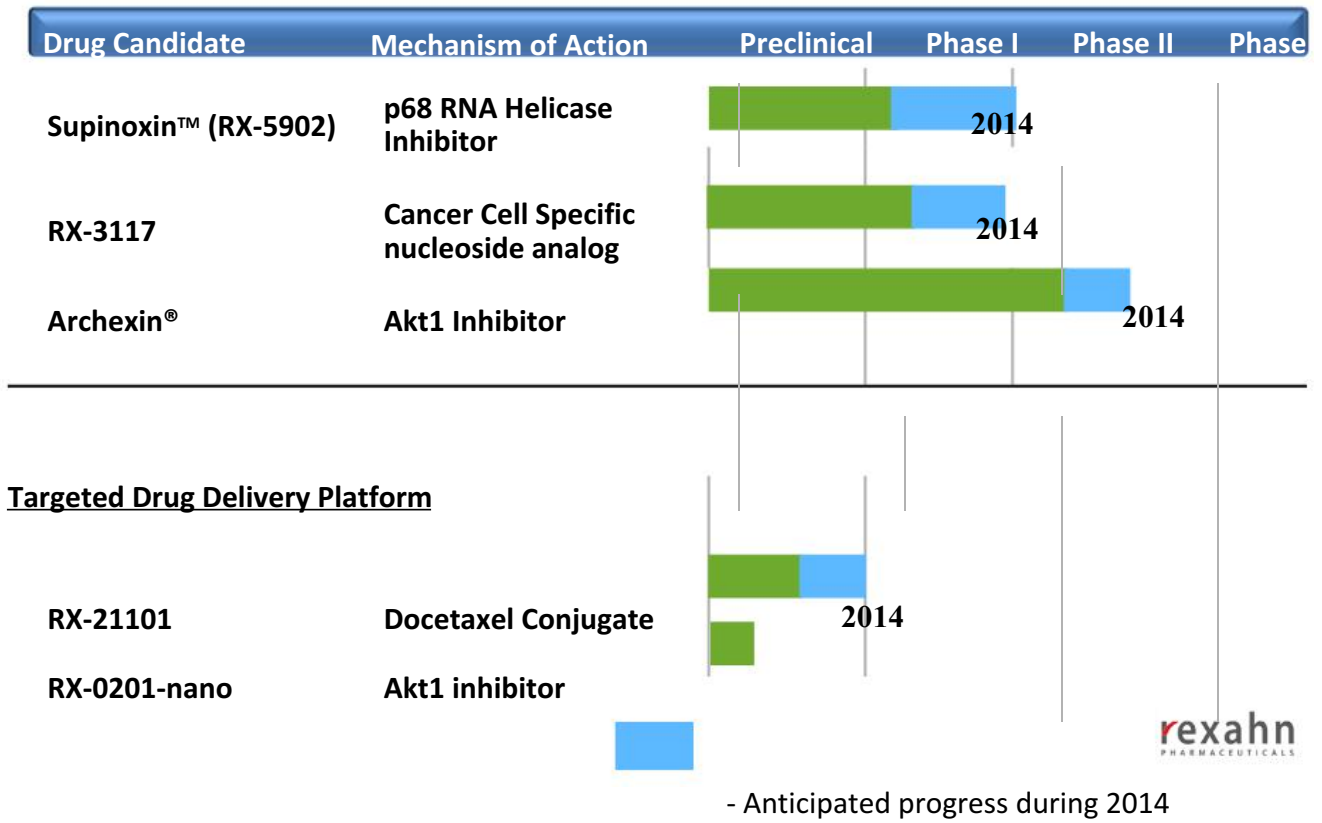 Drug Candidate Mechanism of Action Preclinical Phase I Phase II Phase
Supinoxin™ (RX-5902) p68 RNA Helicase
Inhibitor
2014
RX-3117 Cancer Cell Specific
nucleoside analog
2014
Archexin® Akt1 Inhibitor 2014
Targeted Drug Delivery Platform
RX-21101 Docetaxel Conjugate 2014
RX-0201-nano Akt1 inhibitor
rexahn
PHARMACEUTICALS
- Anticipated progress during 2014